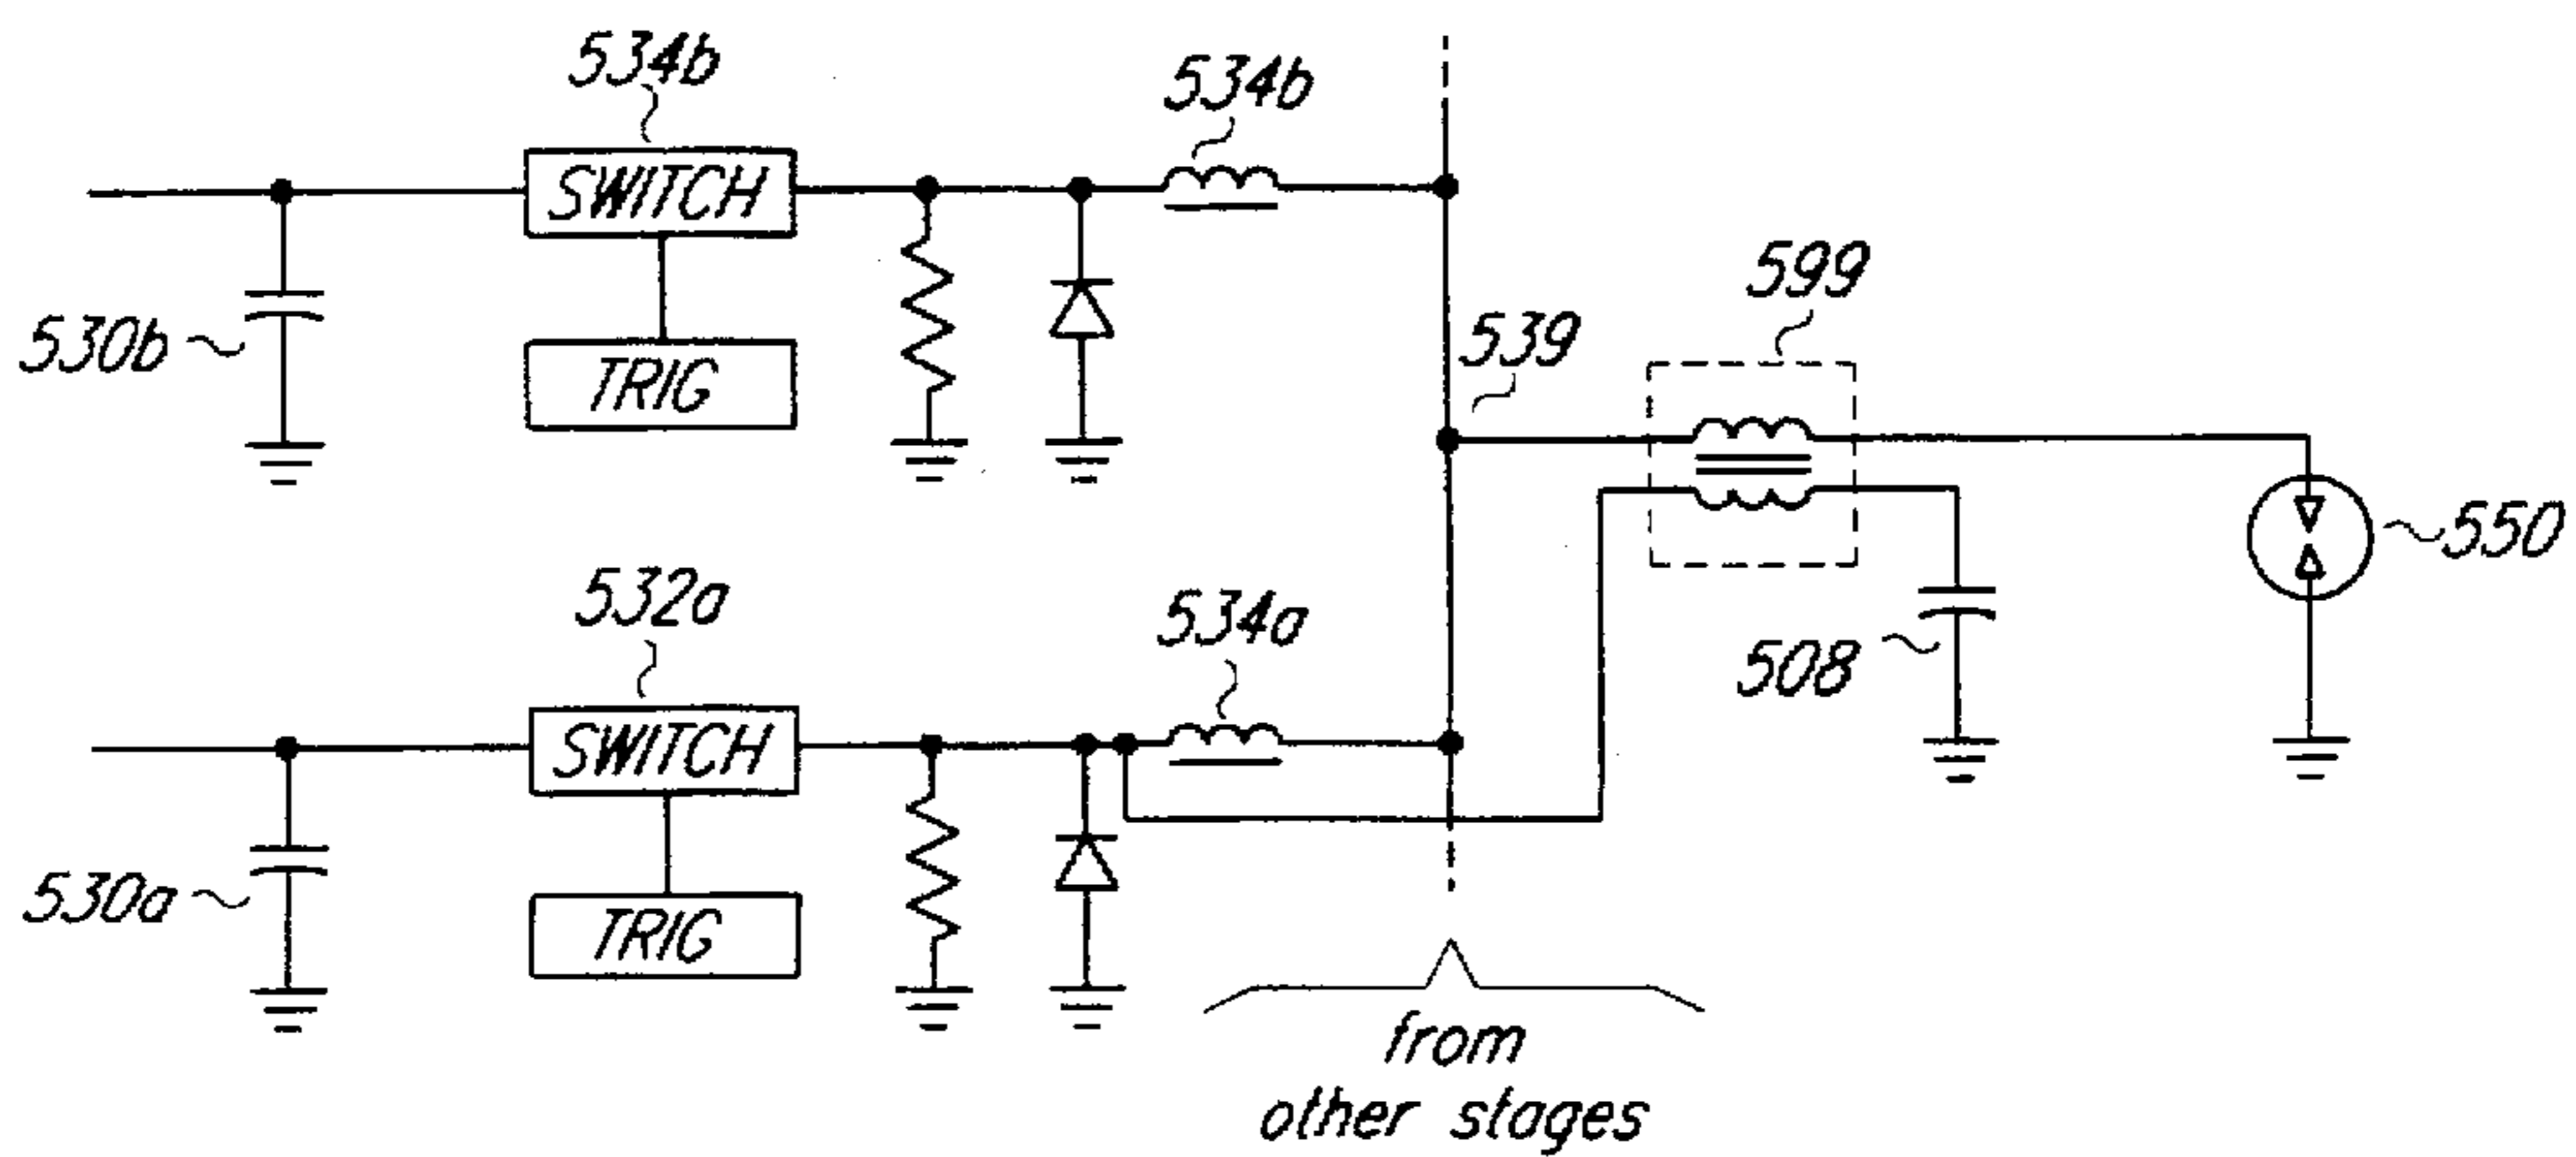 534b
534b
SWITCH
599
530b
539
TRIG
550
532a
534a
508
SWITCH
530a
TRIG
from
other stages